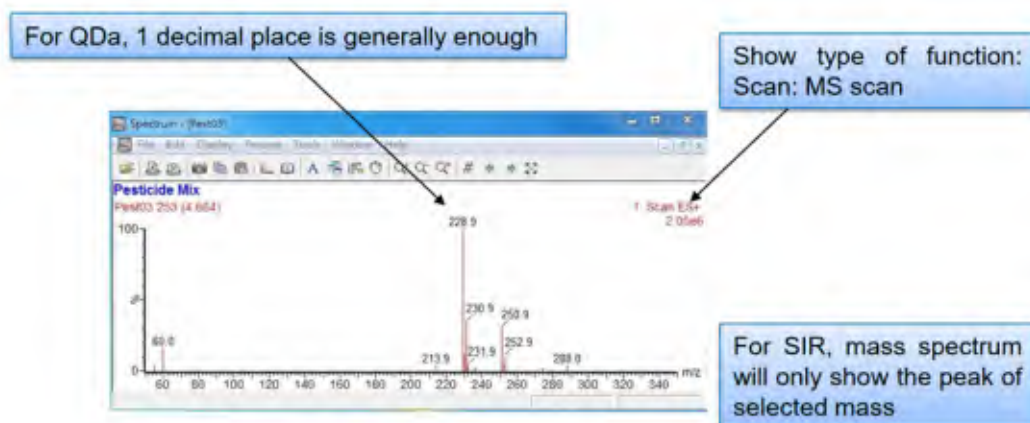 For QDa, 1 decimal place is generally enough
Show type of function:
Scan: MS scan
Spectrum - [Pest03]
File Edit Display Process Tools Window Help
Pesticide Mix
Pest03 253 (4.664)
1: Scan ES+
2.05e6
100
%
0
228.9
230.9
250.9
60.0
213.9
231.9
252.9
288.0
m/z
60 80 100 120 140 160 180 200 220 240 260 280 300 320 340
For SIR, mass spectrum
will only show the peak of
selected mass